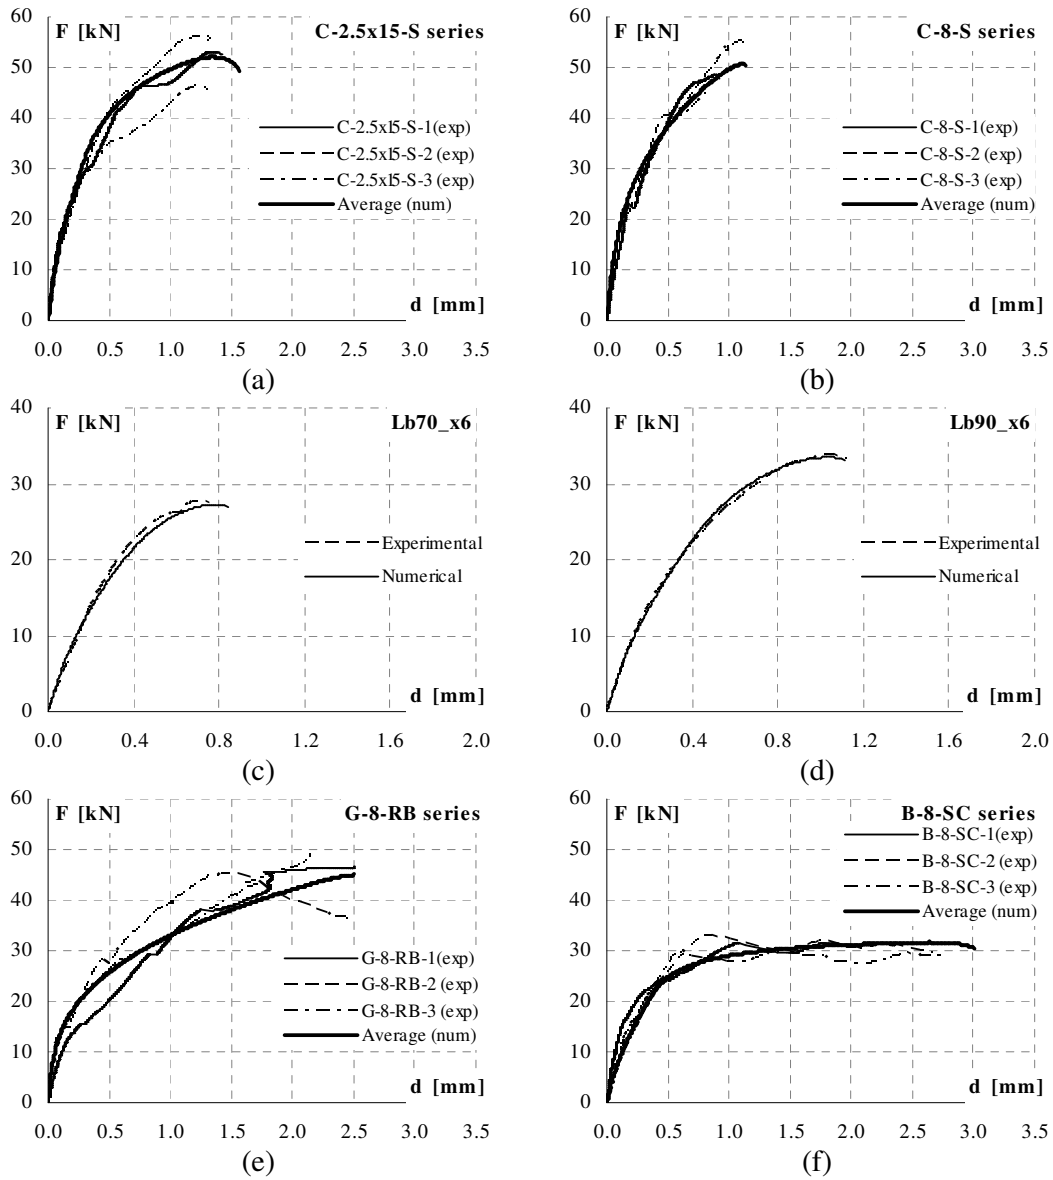 F [kN]
C-2.5x15-S series
60
50
40
30
20
10
0
C-2.5x15-S-1(exp)
C-2.5x15-S-2 (exp)
C-2.5x15-S-3 (exp)
Average (num)
d [mm]
0.0 0.5 1.0 1.5 2.0 2.5 3.0 3.5
(a)
F [kN]
C-8-S series
60
50
40
30
20
10
0
C-8-S-1(exp)
C-8-S-2 (exp)
C-8-S-3 (exp)
Average (num)
d [mm]
0.0 0.5 1.0 1.5 2.0 2.5 3.0 3.5
(b)
F [kN]
Lb70_x6
40
30
20
10
0
Experimental
Numerical
d [mm]
0.0 0.4 0.8 1.2 1.6 2.0
(c)
F [kN]
Lb90_x6
40
30
20
10
0
Experimental
Numerical
d [mm]
0.0 0.4 0.8 1.2 1.6 2.0
(d)
F [kN]
G-8-RB series
60
50
40
30
20
10
0
G-8-RB-1(exp)
G-8-RB-2 (exp)
G-8-RB-3 (exp)
Average (num)
d [mm]
0.0 0.5 1.0 1.5 2.0 2.5 3.0 3.5
(e)
F [kN]
B-8-SC series
60
50
40
30
20
10
0
B-8-SC-1(exp)
B-8-SC-2 (exp)
B-8-SC-3 (exp)
Average (num)
d [mm]
0.0 0.5 1.0 1.5 2.0 2.5 3.0 3.5
(f)